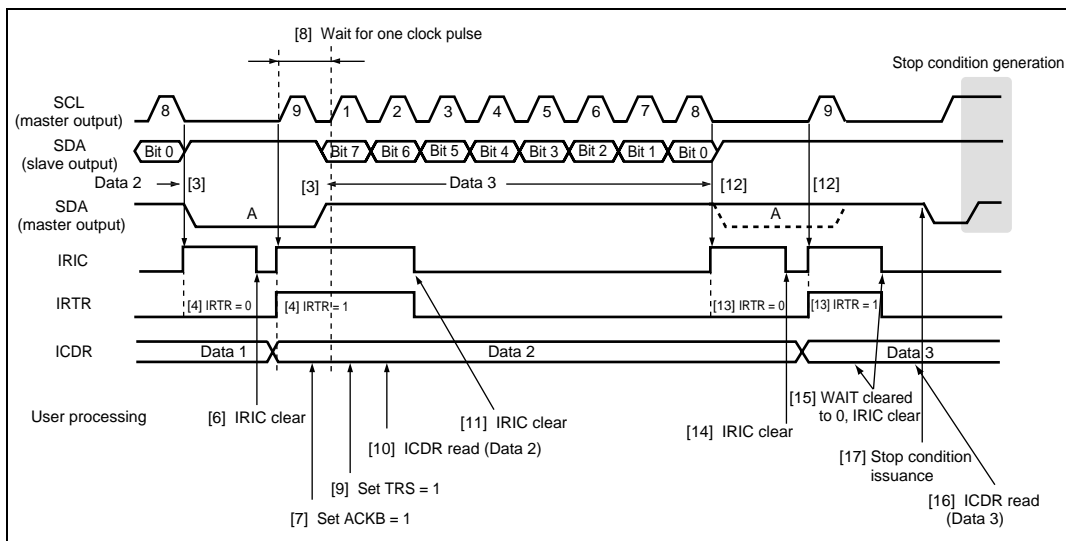 [8] Wait for one clock pulse
Stop condition generation
SCL
(master output)
8 9 1 2 3 4 5 6 7 8 9
SDA
(slave output)
Bit 0 Bit 7 Bit 6 Bit 5 Bit 4 Bit 3 Bit 2 Bit 1 Bit 0
Data 2 [3] [3] Data 3 [12] [12]
SDA
(master output)
A A
IRIC
IRTR
[4] IRTR = 0 [4] IRTR = 1 [13] IRTR = 0 [13] IRTR = 1
ICDR
Data 1 Data 2 Data 3
User processing
[6] IRIC clear
[11] IRIC clear
[10] ICDR read (Data 2)
[9] Set TRS = 1
[7] Set ACKB = 1
[14] IRIC clear
[15] WAIT cleared
to 0, IRIC clear
[17] Stop condition
issuance
[16] ICDR read
(Data 3)